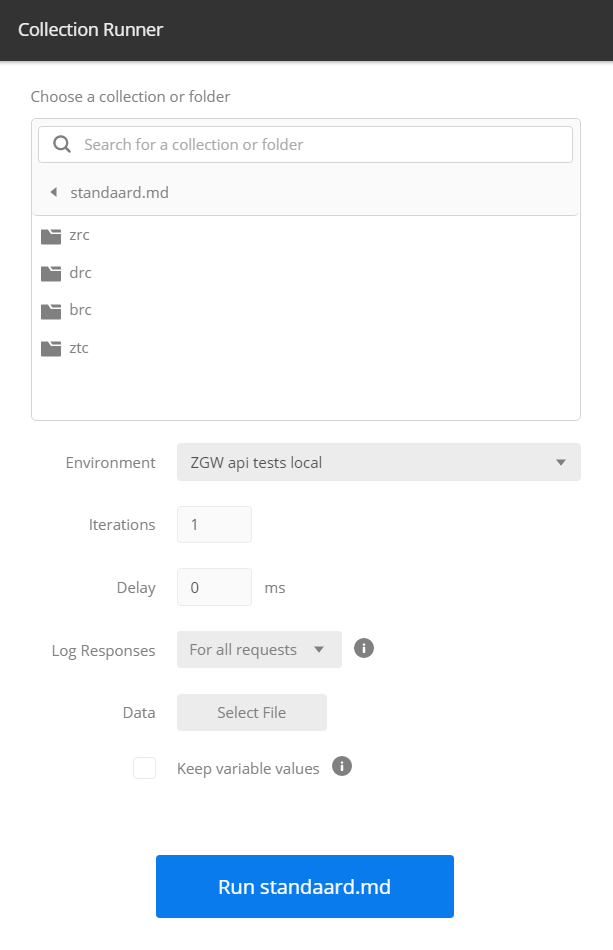 Collection Runner
Choose a collection or folder
Search for a collection or folder
standaard.md
zrc
drc
brc
ztc
Environment ZGW api tests local
Iterations 1
Delay 0 ms
Log Responses For all requests
Data Select File
Keep variable values
Run standaard.md